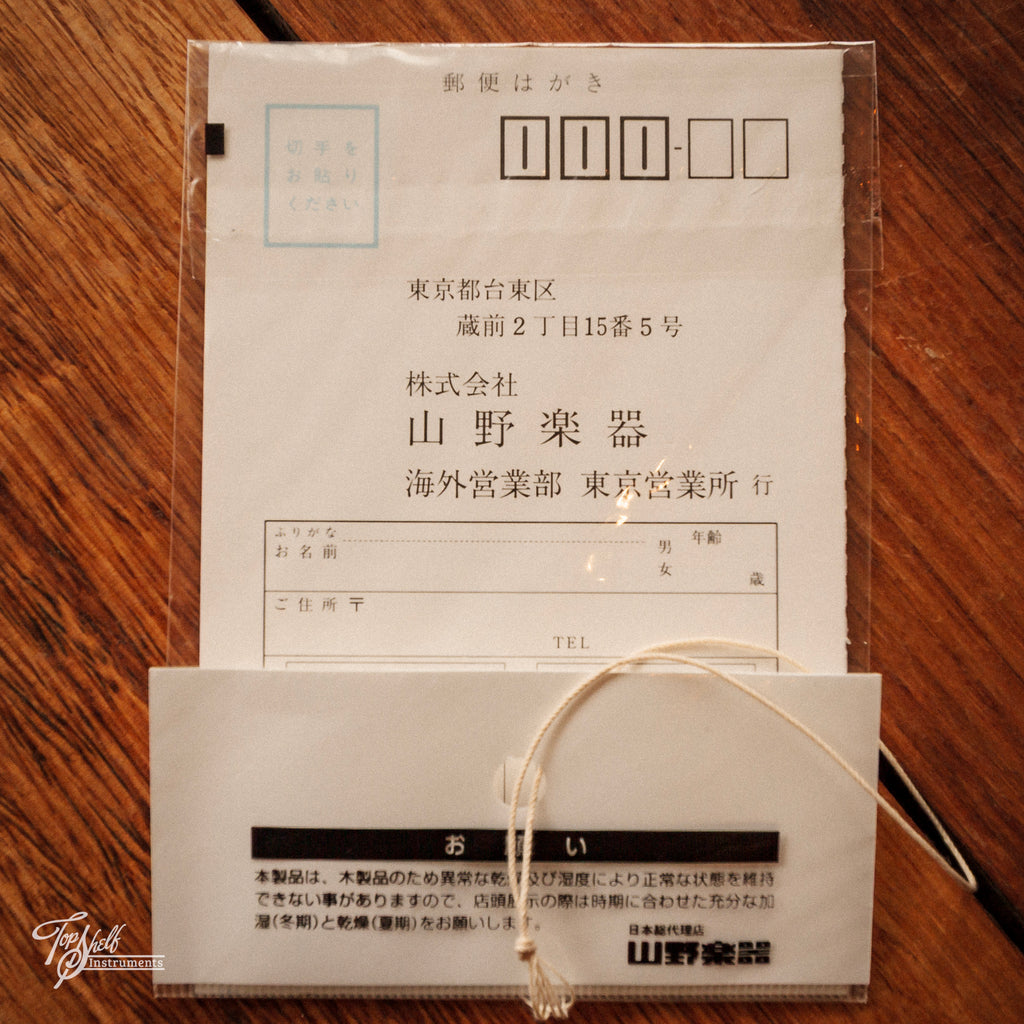 郵便はがき
切手を
お貼り
ください
111-
東京都台東区
蔵前2丁目15番5号
株式会社
山野楽器
海外営業部 東京営業所 行
ふりがな
お名前
男
女
年齢
歳
ご住所 〒
TEL
お い
本製品は、木製品のため異常な乾 及び湿度により正常な状態を維持
できない事がありますので、店頭 示の際は時期に合わせた充分な加
湿(冬期)と乾燥(夏期)をお願いします。
日本総代理店
山野楽器
Top Shelf
Instruments